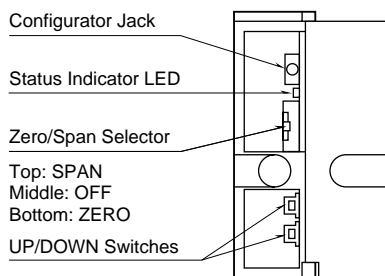 Configurator Jack
Status Indicator LED
Zero/Span Selector
Top: SPAN
Middle: OFF
Bottom: ZERO
UP/DOWN Switches